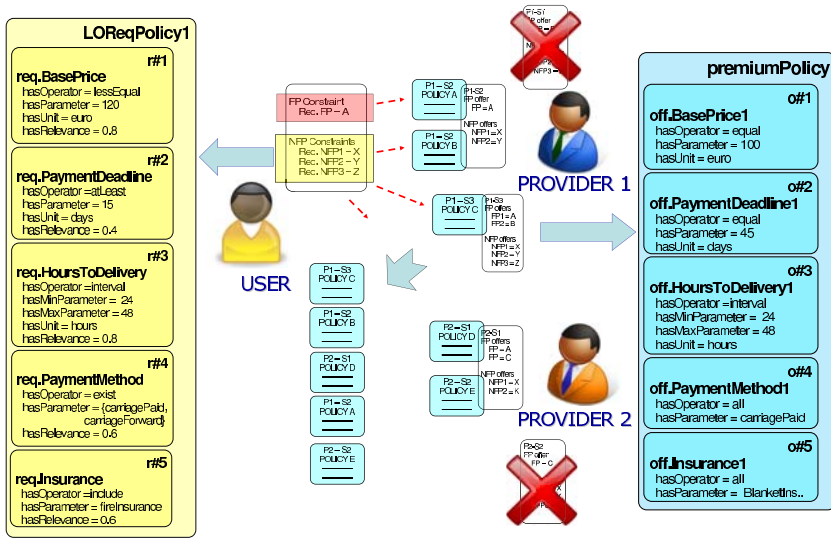 LOReqPolicy1
r#1
req.BasePrice
hasOperator = lessEqual
hasParameter = 120
hasUnit = euro
hasRelevance = 0.8
r#2
req.PaymentDeadline
hasOperator =atLeast
hasParameter = 15
hasUnit = days
hasRelevance = 0.4
r#3
req.HoursToDelivery
hasOperator =interval
hasMinParameter = 24
hasMaxParameter = 48
hasUnit = hours
hasRelevance = 0.8
r#4
req.PaymentMethod
hasOperator = exist
hasParameter = {carriagePaid,
carriageForward}
hasRelevance = 0.6
r#5
req.Insurance
hasOperator =include
hasParameter = fireInsurance
hasRelevance = 0.6
FP Constraint
Req. FP – A
NFP Constraints
Req. NFP1 – X
Req. NFP2 – Y
Req. NFP3 – Z
USER
P1–S2
POLICY A
P1–S2
POLICY B
P1-S2
FP offer
FP = A
NFP offers
NFP1 = X
NFP2 = Y
PROVIDER 1
P1–S3
POLICY C
P1-S3
FP offers
FP1 = A
FP2 = B
NFP offers
NFP1 = X
NFP2 – Y
NFP3 = Z
P1–S3
POLICY C
P1–S2
POLICY B
P2–S1
POLICY D
P1–S2
POLICY A
P2–S2
POLICY E
P2–S1
POLICY D
P2–S2
POLICY E
P2-S1
FP offers
FP – A
FP = C
NFP offers
NFP1 – X
NFP2 = K
PROVIDER 2
P2-S2
FP offer
FP – C
premiumPolicy
o#1
off.BasePrice1
hasOperator = equal
hasParameter = 100
hasUnit = euro
o#2
off.PaymentDeadline1
hasOperator = equal
hasParameter = 45
hasUnit = days
o#3
off.HoursToDelivery1
hasOperator =interval
hasMinParameter = 24
hasMaxParameter = 48
hasUnit = hours
o#4
off.PaymentMethod1
hasOperator = all
hasParameter = carriagePaid
o#5
off.Insurance1
hasOperator = all
hasParameter = BlanketIns..